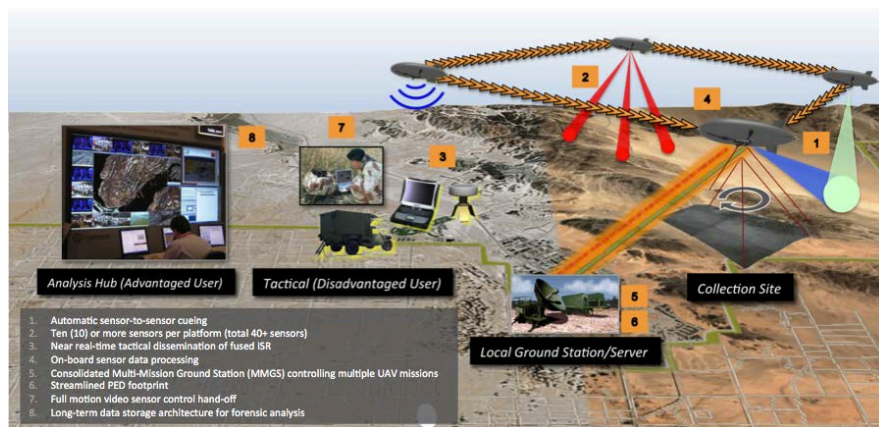 2
4
1
8
7
3
Analysis Hub (Advantaged User)
Tactical (Disadvantaged User)
Collection Site
5
6
Local Ground Station/Server
1. Automatic sensor-to-sensor cueing
2. Ten (10) or more sensors per platform (total 40+ sensors)
3. Near real-time tactical dissemination of fused ISR
4. On-board sensor data processing
5. Consolidated Multi-Mission Ground Station (MMGS) controlling multiple UAV missions
6. Streamlined PED footprint
7. Full motion video sensor control hand-off
8. Long-term data storage architecture for forensic analysis